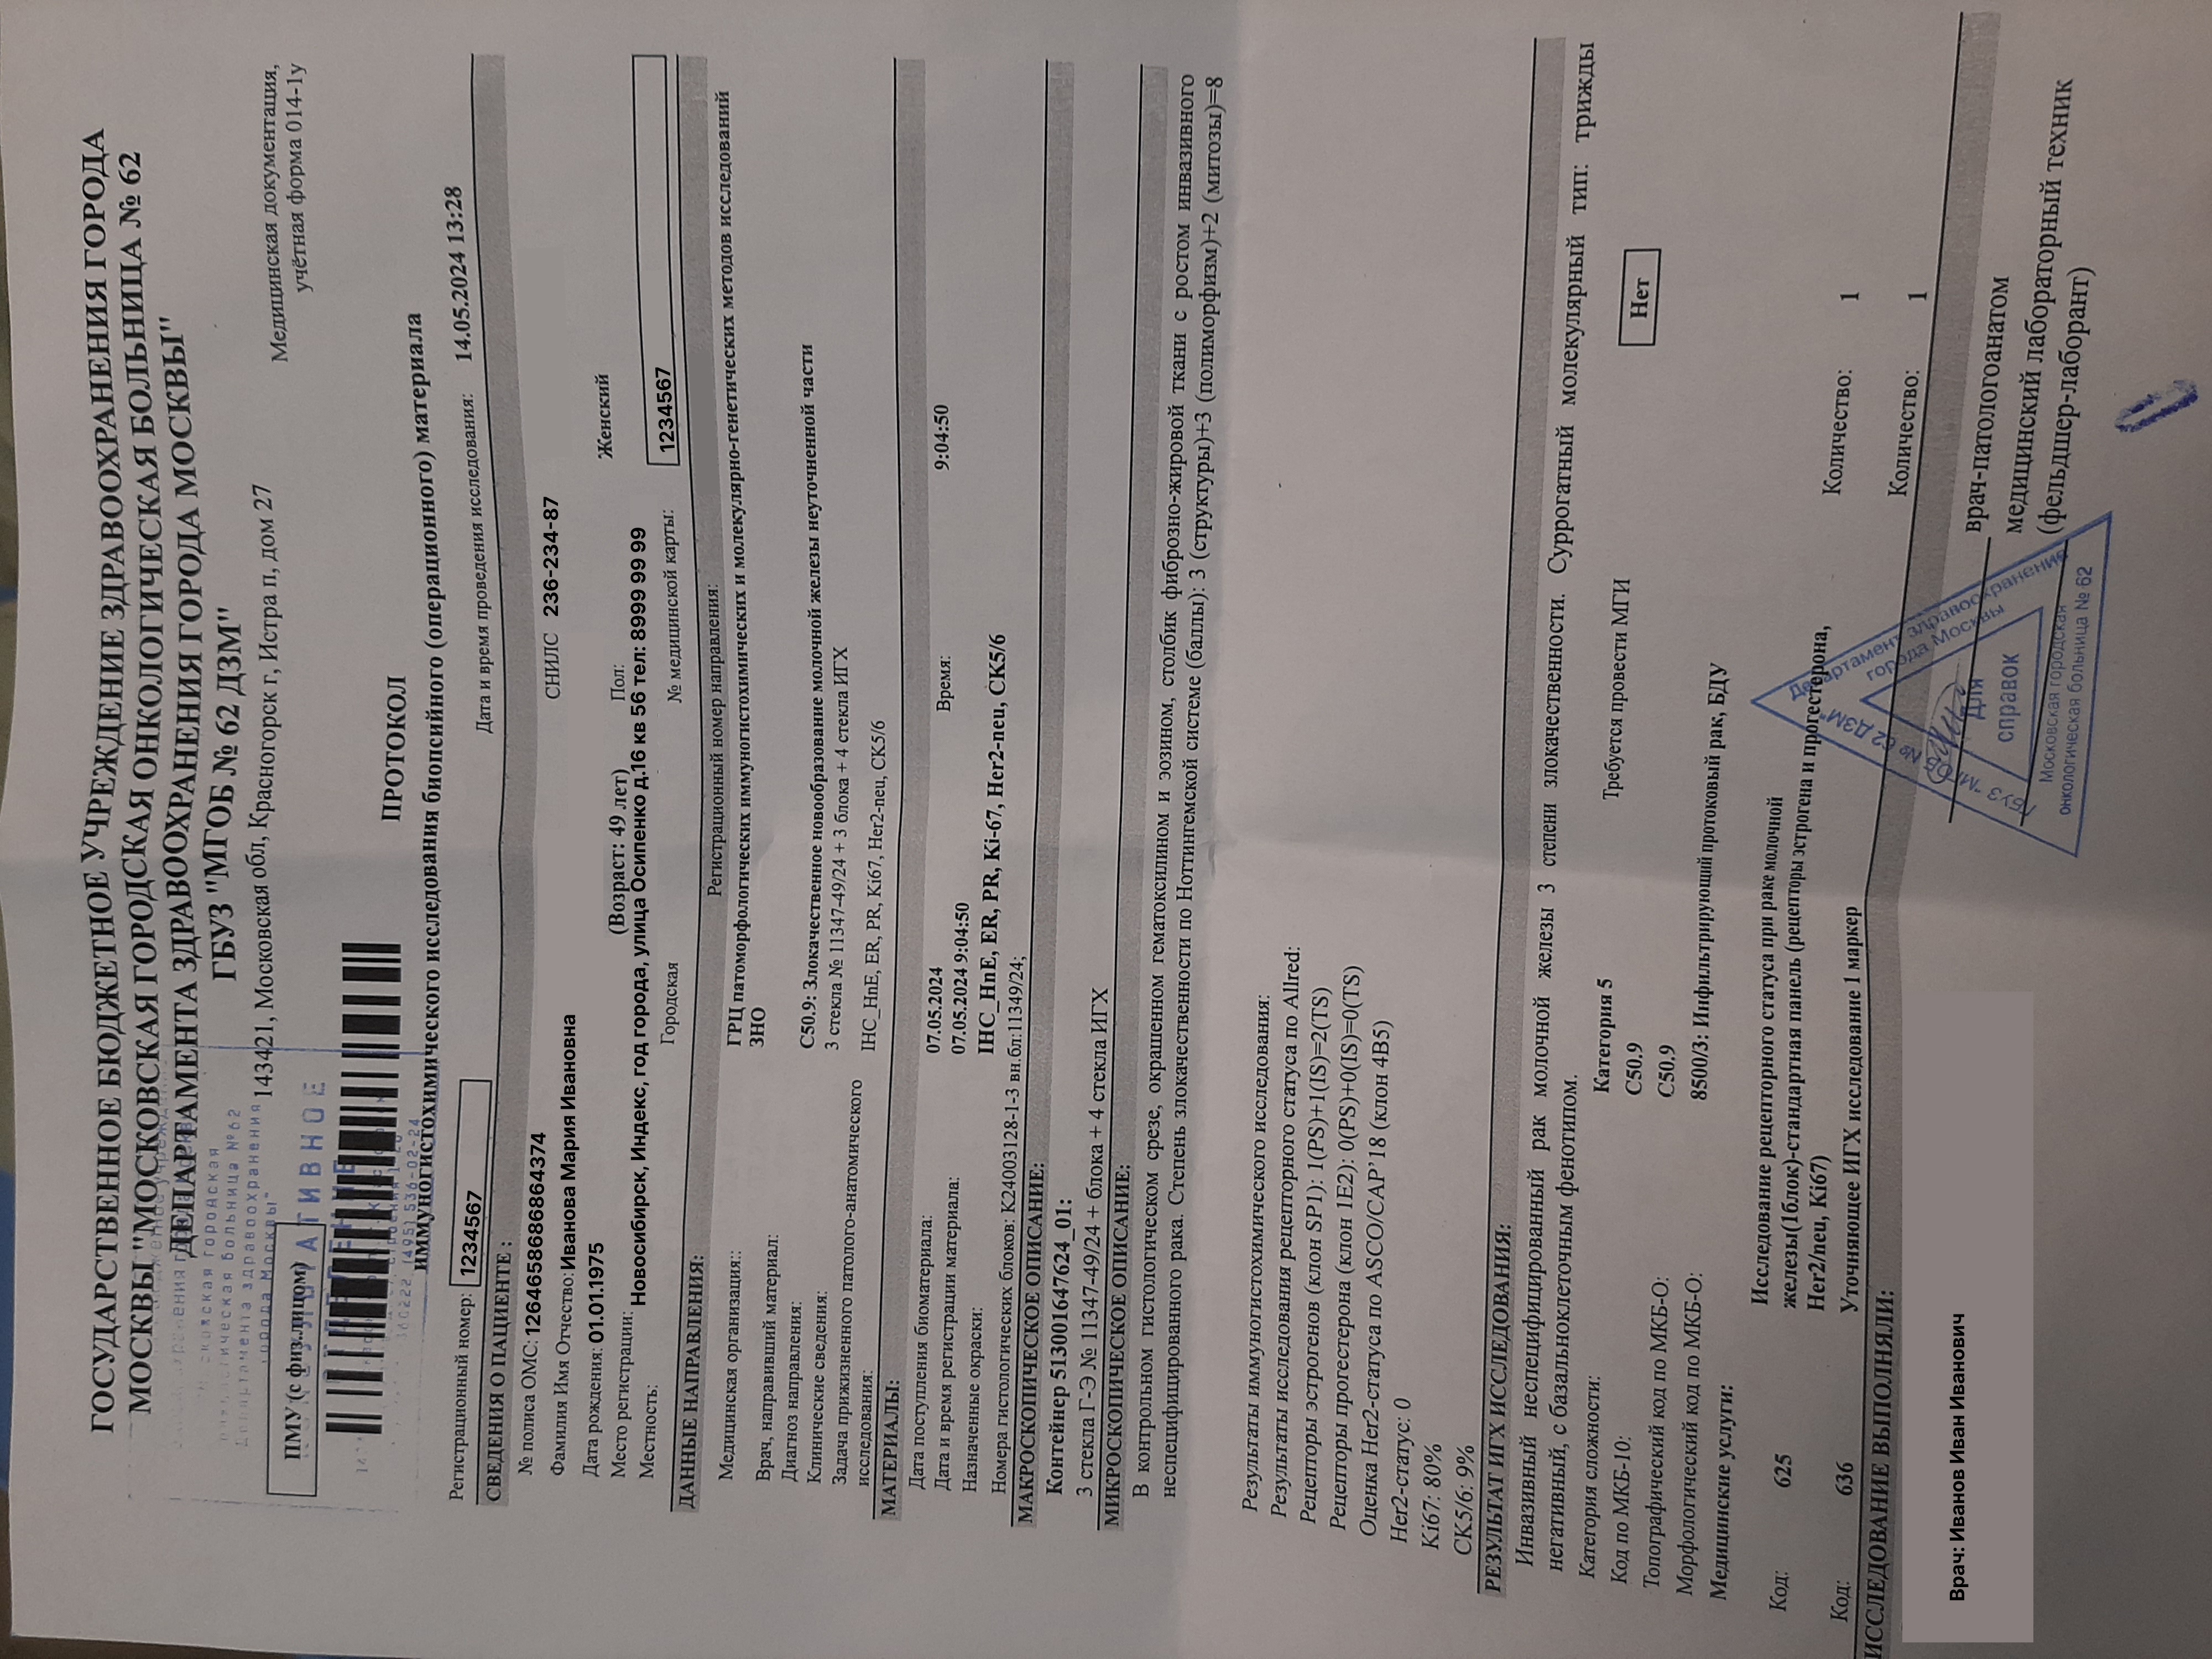 ГОСУДАРСТВЕННОЕ БЮДЖЕТНОЕ УЧРЕЖДЕНИЕ ЗДРАВООХРАНЕНИЯ ГОРОДА
МОСКВЫ "МОСКОВСКАЯ ГОРОДСКАЯ ОНКОЛОГИЧЕСКАЯ БОЛЬНИЦА № 62
ДЕПАРТАМЕНТА ЗДРАВООХРАНЕНИЯ ГОРОДА МОСКВЫ"
ГБУЗ "МГОБ № 62 ДЗМ"
143421, Московская обл, Красногорск г, Истра п, дом 27
Медицинская документация,
учётная форма 014-1у
ПМУ (с физ.лицом)
ПРОТОКОЛ
иммуногистохимического исследования биопсийного (операционного) материала
Регистрационный номер: 1234567
Дата и время проведения исследования: 14.05.2024 13:28
СВЕДЕНИЯ О ПАЦИЕНТЕ :
№ полиса ОМС: 1264658686864374
СНИЛС 236-234-87
Фамилия Имя Отчество: Иванова Мария Ивановна
Дата рождения: 01.01.1975 (Возраст: 49 лет) Пол: Женский
Место регистрации: Новосибирск, Индекс, год города, улица Осипенко д.16 кв 56 тел: 8999 99 99
Местность: Городская № медицинской карты: 1234567
ДАННЫЕ НАПРАВЛЕНИЯ: Регистрационный номер направления:
Медицинская организация:: ГРЦ патоморфологических иммуногистохимических и молекулярно-генетических методов исследований
ЗНО
Врач, направивший материал:
Диагноз направления: C50.9: Злокачественное новообразование молочной железы неуточненной части
Клинические сведения: 3 стекла № 11347-49/24 + 3 блока + 4 стекла ИГХ
Задача прижизненного патолого-анатомического
исследования: IHC_HnE, ER, PR, Ki67, Her2-neu, CK5/6
МАТЕРИАЛЫ:
Дата поступления биоматериала: 07.05.2024 Время: 9:04:50
Дата и время регистрации материала: 07.05.2024 9:04:50
Назначенные окраски: IHC_HnE, ER, PR, Ki-67, Her2-neu, CK5/6
Номера гистологических блоков: K24003128-1-3 вн.бл:11349/24;
МАКРОСКОПИЧЕСКОЕ ОПИСАНИЕ:
Контейнер 513001647624_01:
3 стекла Г-Э № 11347-49/24 + блока + 4 стекла ИГХ
МИКРОСКОПИЧЕСКОЕ ОПИСАНИЕ:
В контрольном гистологическом срезе, окрашенном гематоксилином и эозином, столбик фиброзно-жировой ткани с ростом инвазивного
неспецифированного рака. Степень злокачественности по Ноттингемской системе (баллы): 3 (структуры)+3 (полиморфизм)+2 (митозы)=8
Результаты иммуногистохимического исследования:
Результаты исследования рецепторного статуса по Allred:
Рецепторы эстрогенов (клон SP1): 1(PS)+1(IS)=2(TS)
Рецепторы прогестерона (клон 1E2): 0(PS)+0(IS)=0(TS)
Оценка Her2-статуса по ASCO/CAP'18 (клон 4B5)
Her2-статус: 0
Ki67: 80%
CK5/6: 9%
РЕЗУЛЬТАТ ИГХ ИССЛЕДОВАНИЯ:
Инвазивный неспецифированный рак молочной железы 3 степени злокачественности. Суррогатный молекулярный тип: трижды
негативный, с базальноклеточным фенотипом.
Категория сложности: Категория 5 Требуется провести МГИ Нет
Код по МКБ-10: C50.9
Топографический код по МКБ-О: C50.9
Морфологический код по МКБ-О: 8500/3: Инфильтрирующий протоковый рак, БДУ
Медицинские услуги:
Код: 625 Исследование рецепторного статуса при раке молочной
железы(1блок)-стандартная панель (рецепторы эстрогена и прогестерона,
Her2/neu, Ki67) Количество: 1
Код: 636 Уточняющее ИГХ исследование 1 маркер Количество: 1
ИССЛЕДОВАНИЕ ВЫПОЛНЯЛИ:
Врач: Иванов Иван Иванович
врач-патологоанатом
медицинский лабораторный техник
(фельдшер-лаборант)
Департамент здравоохранения
города Москвы
ГБУЗ "МГОБ № 62 ДЗМ"
Для
справок
Московская городская
онкологическая больница № 62